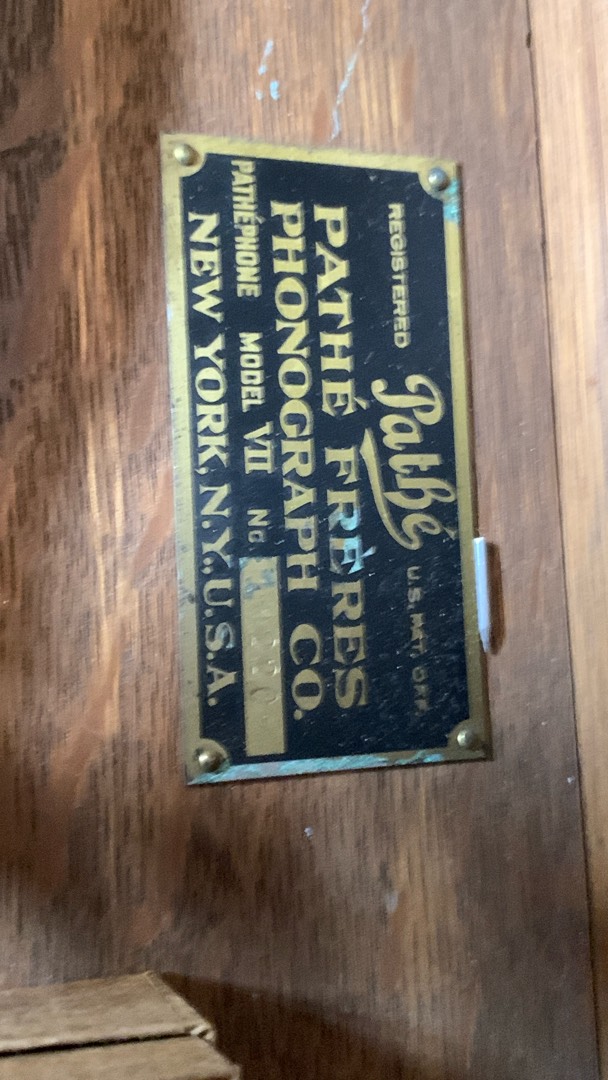 Pathé
REGISTERED U.S. PAT. OFF.
PATHÉ FRÈRES
PHONOGRAPH CO.
PATHÉPHONE MODEL VII No
NEW YORK, N.Y., U.S.A.